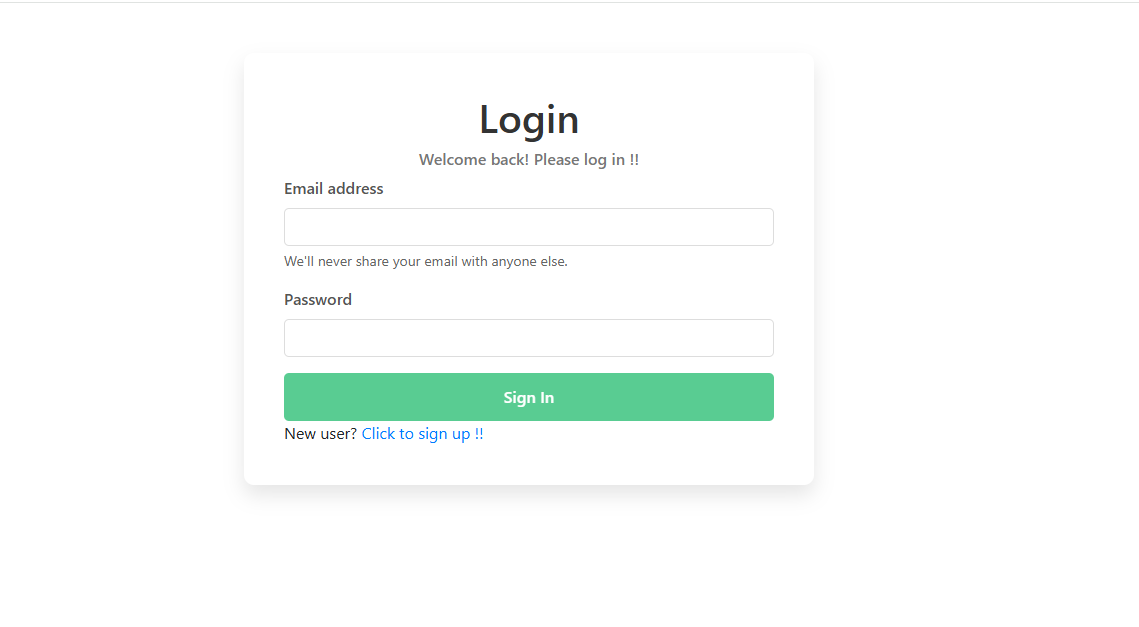 Login
Welcome back! Please log in !!
Email address
We'll never share your email with anyone else.
Password
Sign In
New user? Click to sign up !!